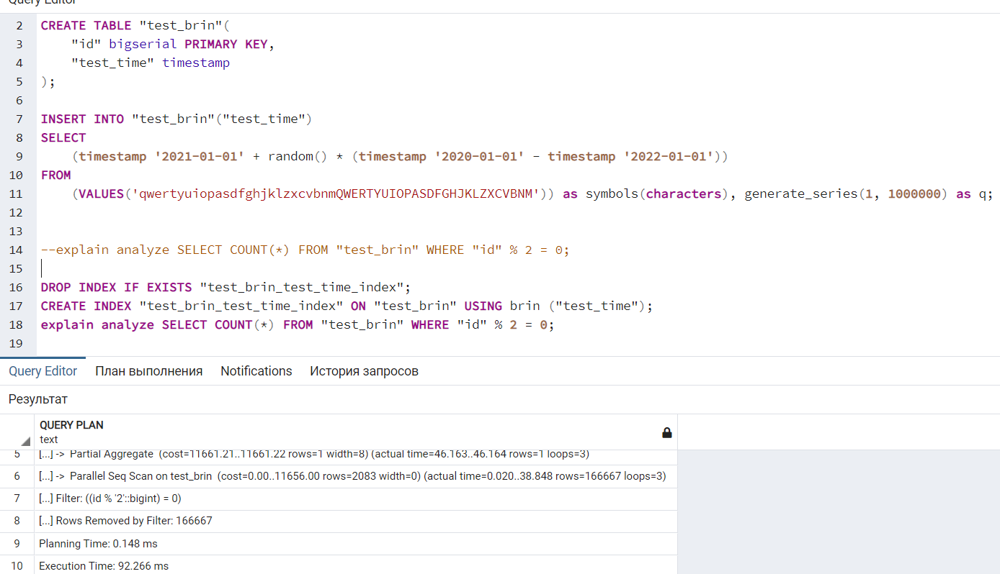 Query Editor
2 CREATE TABLE "test_brin"(
3 "id" bigserial PRIMARY KEY,
4 "test_time" timestamp
5 );
6
7 INSERT INTO "test_brin"("test_time")
8 SELECT
9 (timestamp '2021-01-01' + random() * (timestamp '2020-01-01' - timestamp '2022-01-01'))
10 FROM
11 (VALUES('qwertyuiopasdfghjklzxcvbnmQWERTYUIOPASDFGHJKLZXCVBNM')) as symbols(characters), generate_series(1, 1000000) as q;
12
13
14 --explain analyze SELECT COUNT(*) FROM "test_brin" WHERE "id" % 2 = 0;
15
16 DROP INDEX IF EXISTS "test_brin_test_time_index";
17 CREATE INDEX "test_brin_test_time_index" ON "test_brin" USING brin ("test_time");
18 explain analyze SELECT COUNT(*) FROM "test_brin" WHERE "id" % 2 = 0;
19
Query Editor План выполнения Notifications История запросов
Результат
QUERY PLAN
text
5 [...] -> Partial Aggregate (cost=11661.21..11661.22 rows=1 width=8) (actual time=46.163..46.164 rows=1 loops=3)
6 [...] -> Parallel Seq Scan on test_brin (cost=0.00..11656.00 rows=2083 width=0) (actual time=0.020..38.848 rows=166667 loops=3)
7 [...] Filter: ((id % '2'::bigint) = 0)
8 [...] Rows Removed by Filter: 166667
9 Planning Time: 0.148 ms
10 Execution Time: 92.266 ms